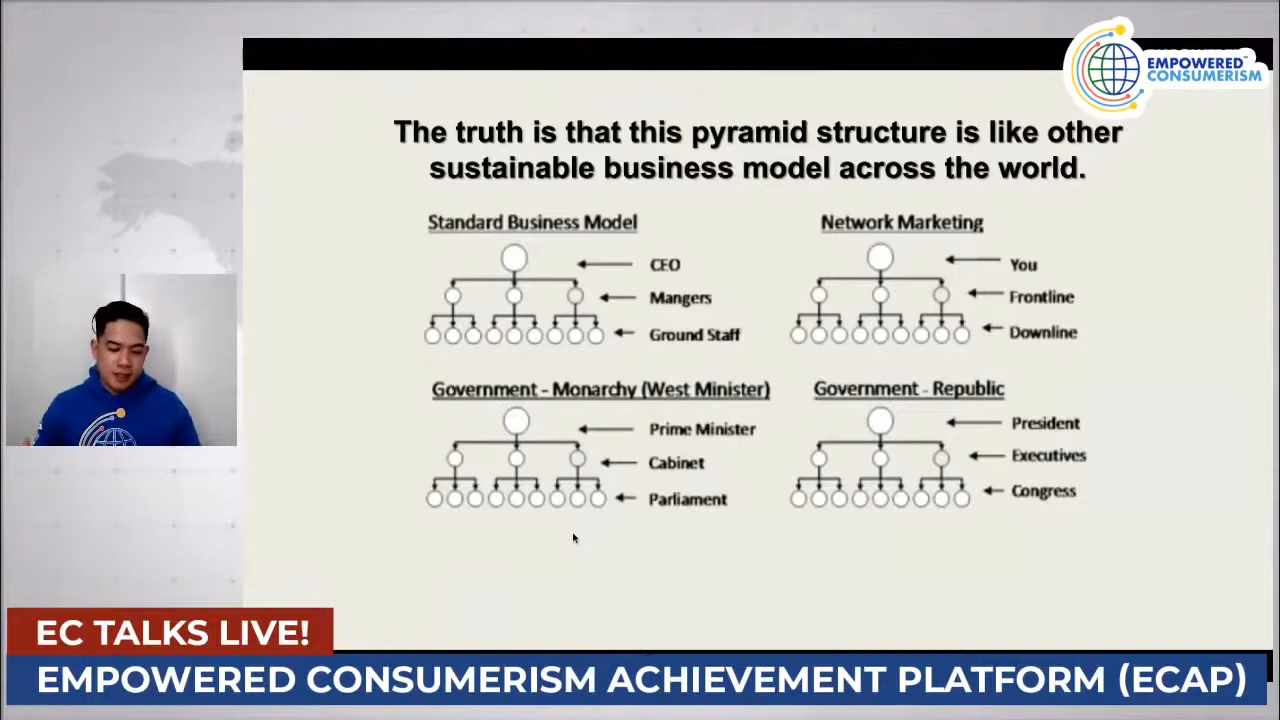 EMPOWERED
CONSUMERISM
The truth is that this pyramid structure is like other
sustainable business model across the world.
Standard Business Model
CEO
Mangers
Ground Staff
Network Marketing
You
Frontline
Downline
Government - Monarchy (West Minister)
Prime Minister
Cabinet
Parliament
Government - Republic
President
Executives
Congress
EC TALKS LIVE!
EMPOWERED CONSUMERISM ACHIEVEMENT PLATFORM (ECAP)